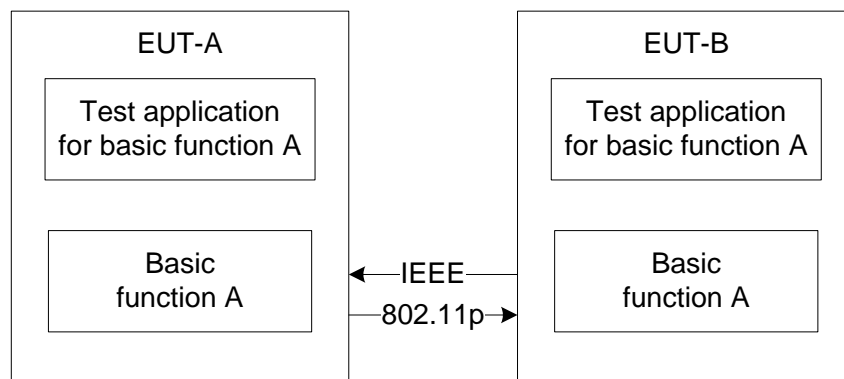 EUT-A
Test application
for basic function A
Basic
function A
IEEE
802.11p
EUT-B
Test application
for basic function A
Basic
function A